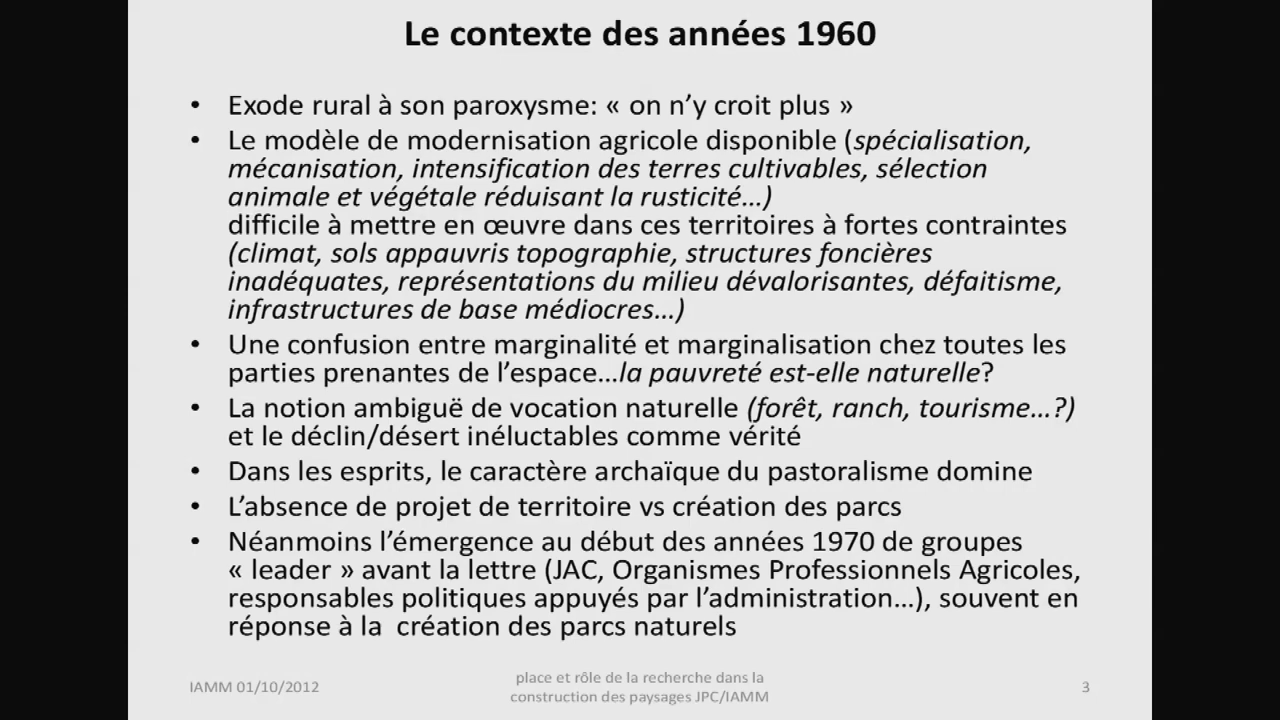 Le contexte des années 1960
• Exode rural à son paroxysme: « on n’y croit plus »
• Le modèle de modernisation agricole disponible (spécialisation,
mécanisation, intensification des terres cultivables, sélection
animale et végétale réduisant la rusticité…)
difficile à mettre en œuvre dans ces territoires à fortes contraintes
(climat, sols appauvris topographie, structures foncières
inadéquates, représentations du milieu dévalorisantes, défaitisme,
infrastructures de base médiocres…)
• Une confusion entre marginalité et marginalisation chez toutes les
parties prenantes de l’espace…la pauvreté est-elle naturelle?
• La notion ambiguë de vocation naturelle (forêt, ranch, tourisme…?)
et le déclin/désert inéluctables comme vérité
• Dans les esprits, le caractère archaïque du pastoralisme domine
• L’absence de projet de territoire vs création des parcs
• Néanmoins l’émergence au début des années 1970 de groupes
« leader » avant la lettre (JAC, Organismes Professionnels Agricoles,
responsables politiques appuyés par l’administration…), souvent en
réponse à la  création des parcs naturels
IAMM 01/10/2012
place et rôle de la recherche dans la
construction des paysages JPC/IAMM
3